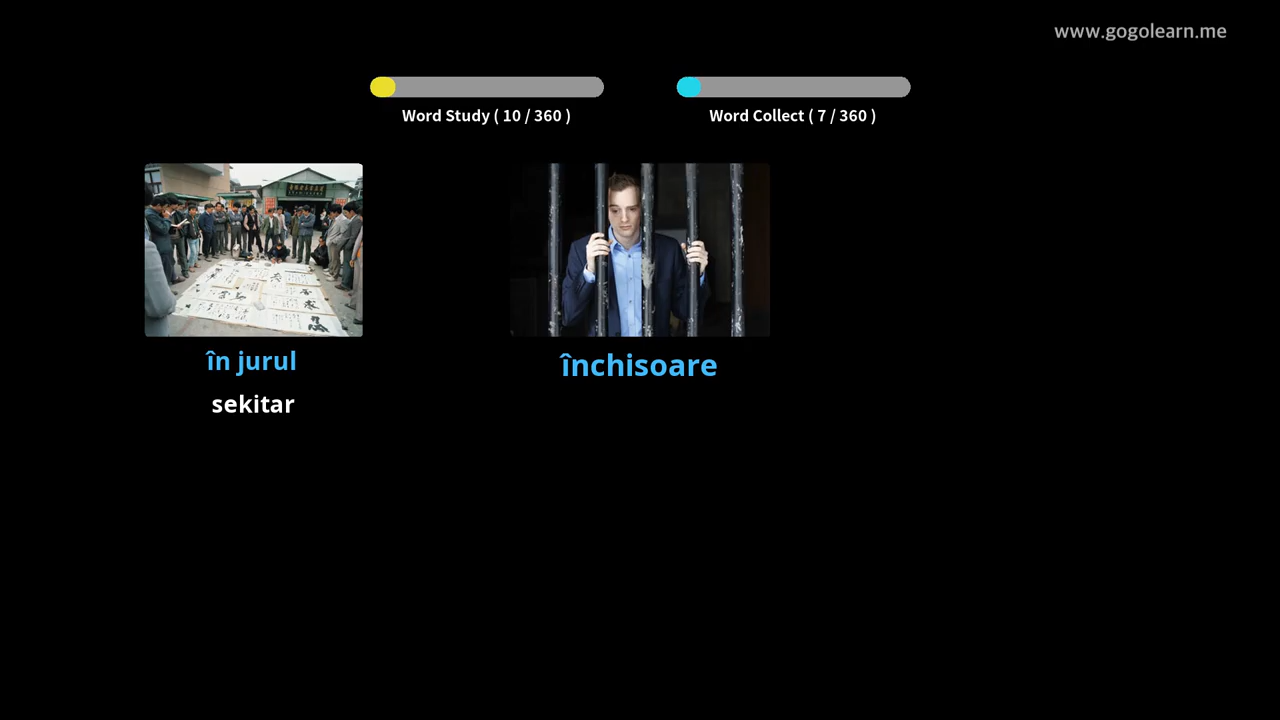 www.gogolearn.me
Word Study ( 10 / 360 )
Word Collect ( 7 / 360 )
în jurul
închisoare
sekitar